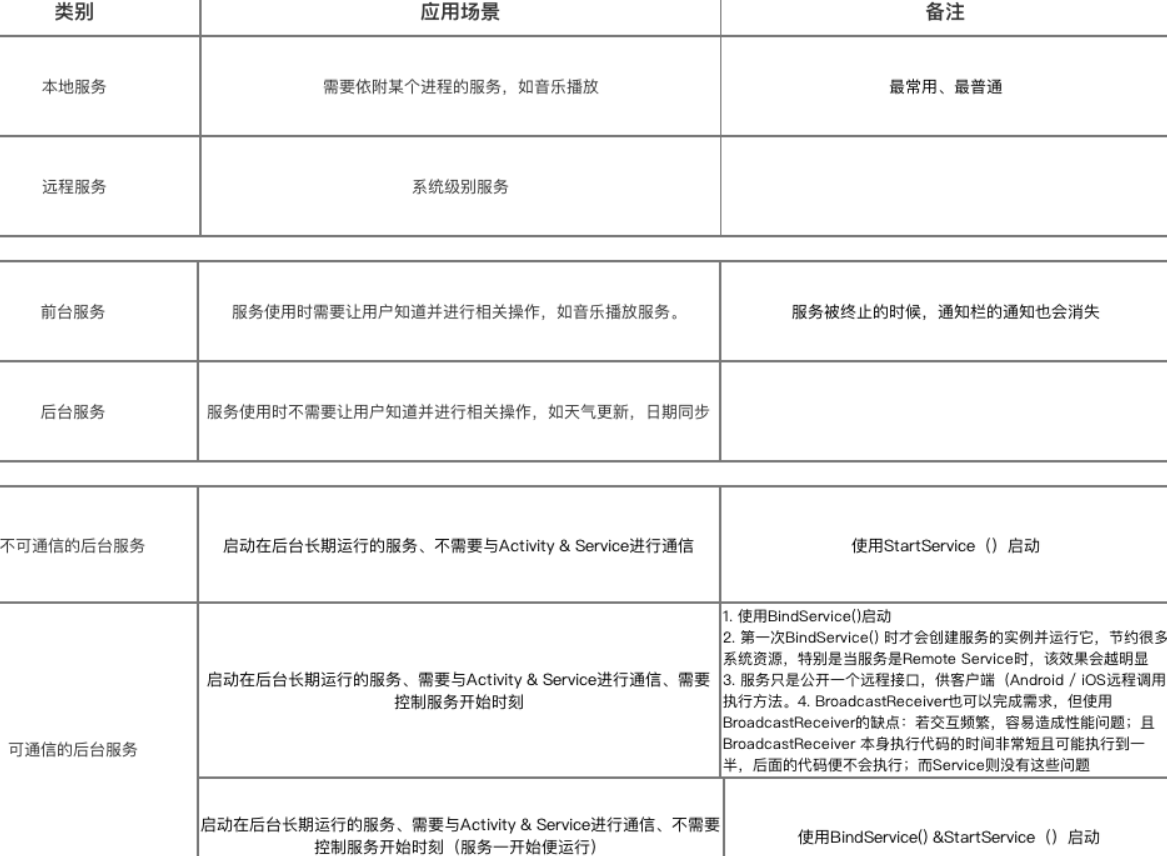 类别
应用场景
备注
本地服务
需要依附某个进程的服务，如音乐播放
最常用、最普通
远程服务
系统级别服务
前台服务
服务使用时需要让用户知道并进行相关操作，如音乐播放服务。
服务被终止的时候，通知栏的通知也会消失
后台服务
服务使用时不需要让用户知道并进行相关操作，如天气更新，日期同步
不可通信的后台服务
启动在后台长期运行的服务、不需要与Activity & Service进行通信
使用StartService（）启动
可通信的后台服务
启动在后台长期运行的服务、需要与Activity & Service进行通信、需要
控制服务开始时刻
1. 使用BindService()启动
2. 第一次BindService() 时才会创建服务的实例并运行它，节约很多
系统资源，特别是当服务是Remote Service时，该效果会越明显
3. 服务只是公开一个远程接口，供客户端（Android / iOS远程调用
执行方法。4. BroadcastReceiver也可以完成需求，但使用
BroadcastReceiver的缺点：若交互频繁，容易造成性能问题；且
BroadcastReceiver 本身执行代码的时间非常短且可能执行到一
半，后面的代码便不会执行；而Service则没有这些问题
启动在后台长期运行的服务、需要与Activity & Service进行通信、不需要
控制服务开始时刻（服务一开始便运行）
使用BindService() &StartService（）启动